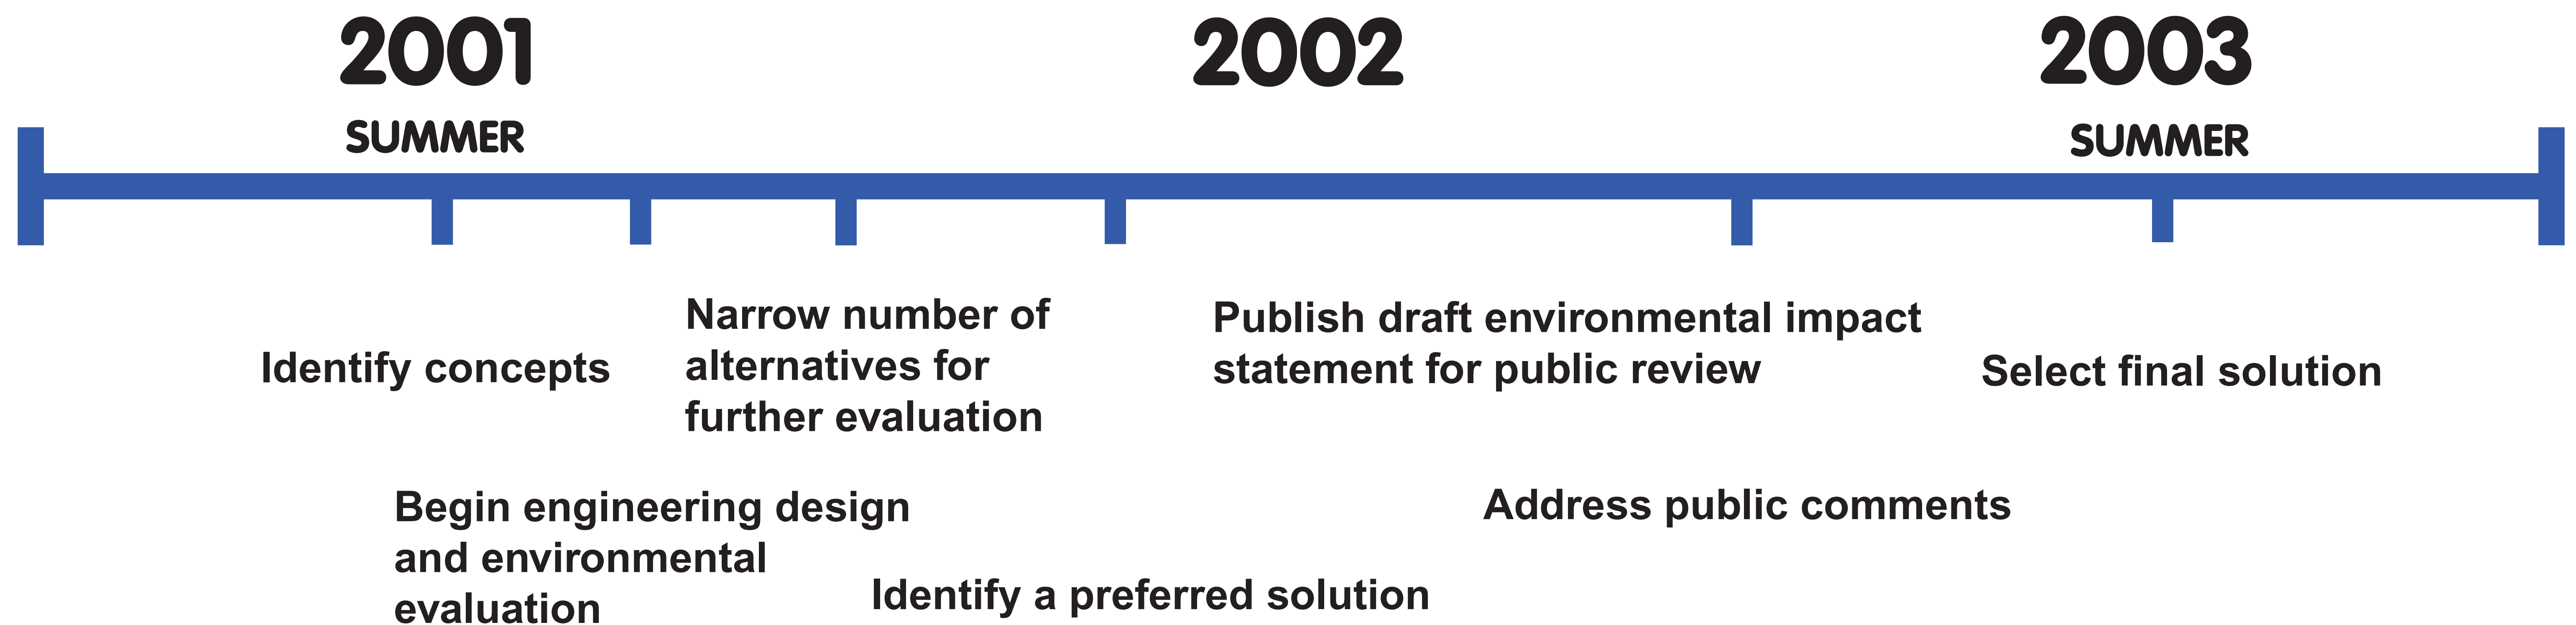 2001
2002
2003
SUMMER
SUMMER
Identify concepts
Narrow number of
alternatives for
further evaluation
Publish draft environmental impact
statement for public review
Select final solution
Begin engineering design
and environmental
evaluation
Identify a preferred solution
Address public comments